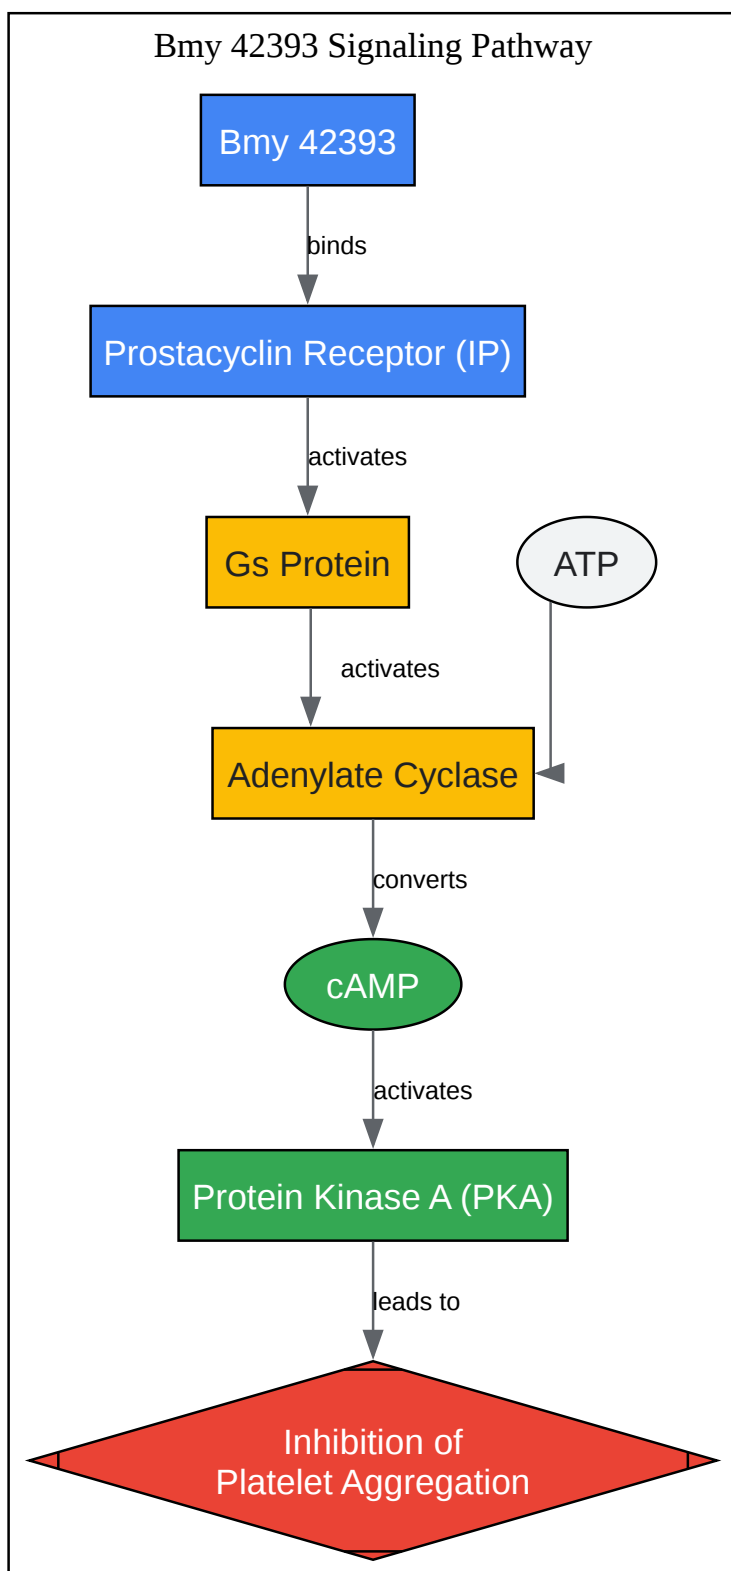 Bmy 42393 Signaling Pathway
Bmy 42393
binds
Prostacyclin Receptor (IP)
activates
Gs Protein
ATP
activates
Adenylate Cyclase
converts
cAMP
activates
Protein Kinase A (PKA)
leads to
Inhibition of
Platelet Aggregation